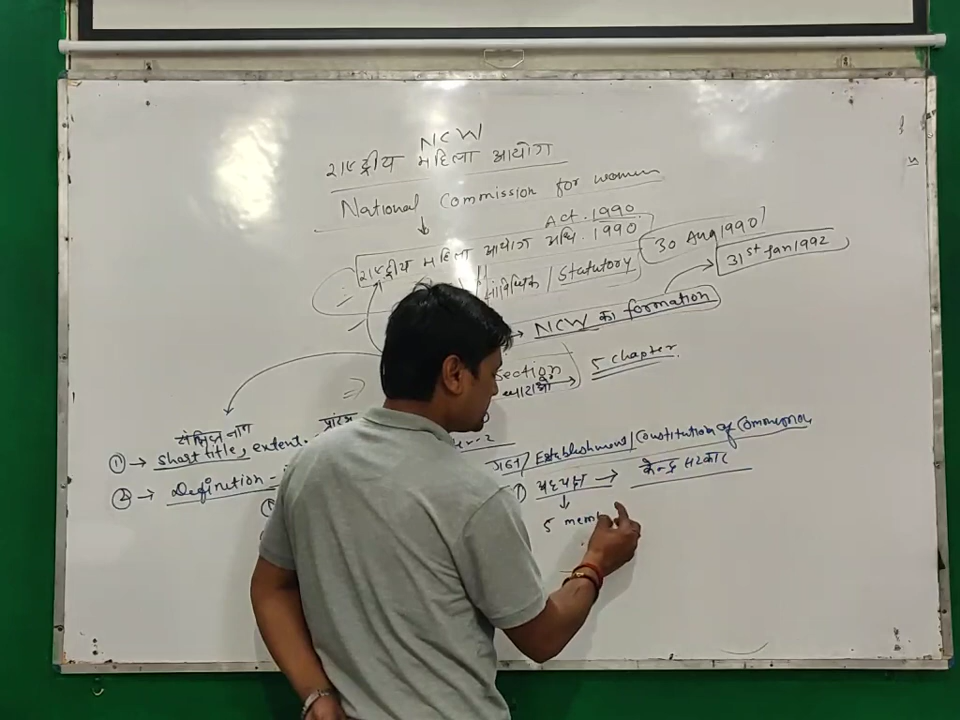 NCW
राष्ट्रीय महिला आयोग
National Commission for women
Act. 1990
राष्ट्रीय महिला आयोग अधि. 1990
30 Aug 1990
31st Jan 1992
सांविधिक / Statutory
→ NCW का formation
Section
धाराओं
5 Chapter
संक्षिप्त नाम
① → Short title, extent.
② → Definition -
गठन / Establishment / Constitution of Commission
अध्यक्ष → केन्द्र सरकार
5 mem